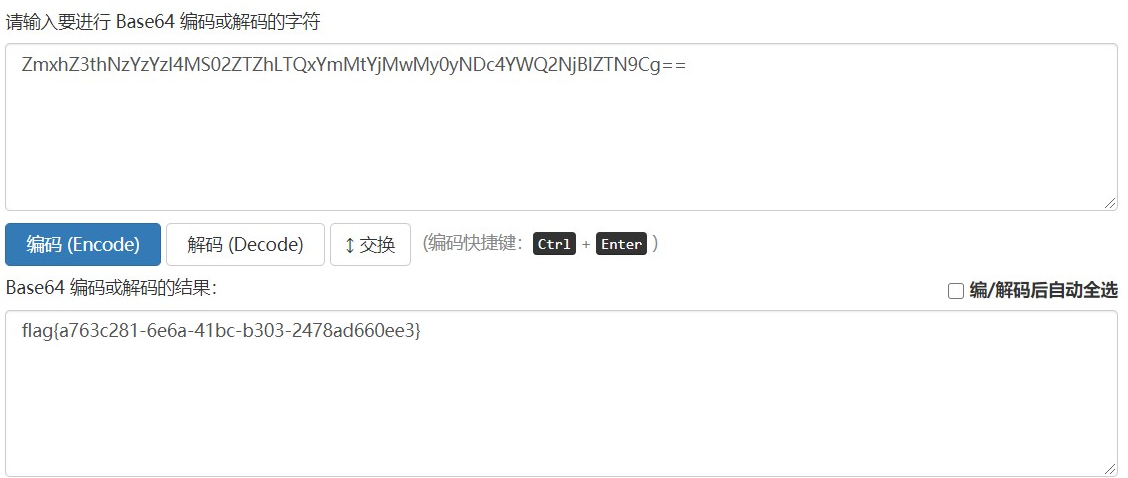 请输入要进行 Base64 编码或解码的字符
ZmxhZ3thNzYzYzI4MS02ZTZhLTQxYmMtYjMwMy0yNDc4YWQ2NjBlZTN9Cg==
编码 (Encode) 解码 (Decode) ↕ 交换 (编码快捷键： Ctrl + Enter )
Base64 编码或解码的结果： 编/解码后自动全选
flag{a763c281-6e6a-41bc-b303-2478ad660ee3}